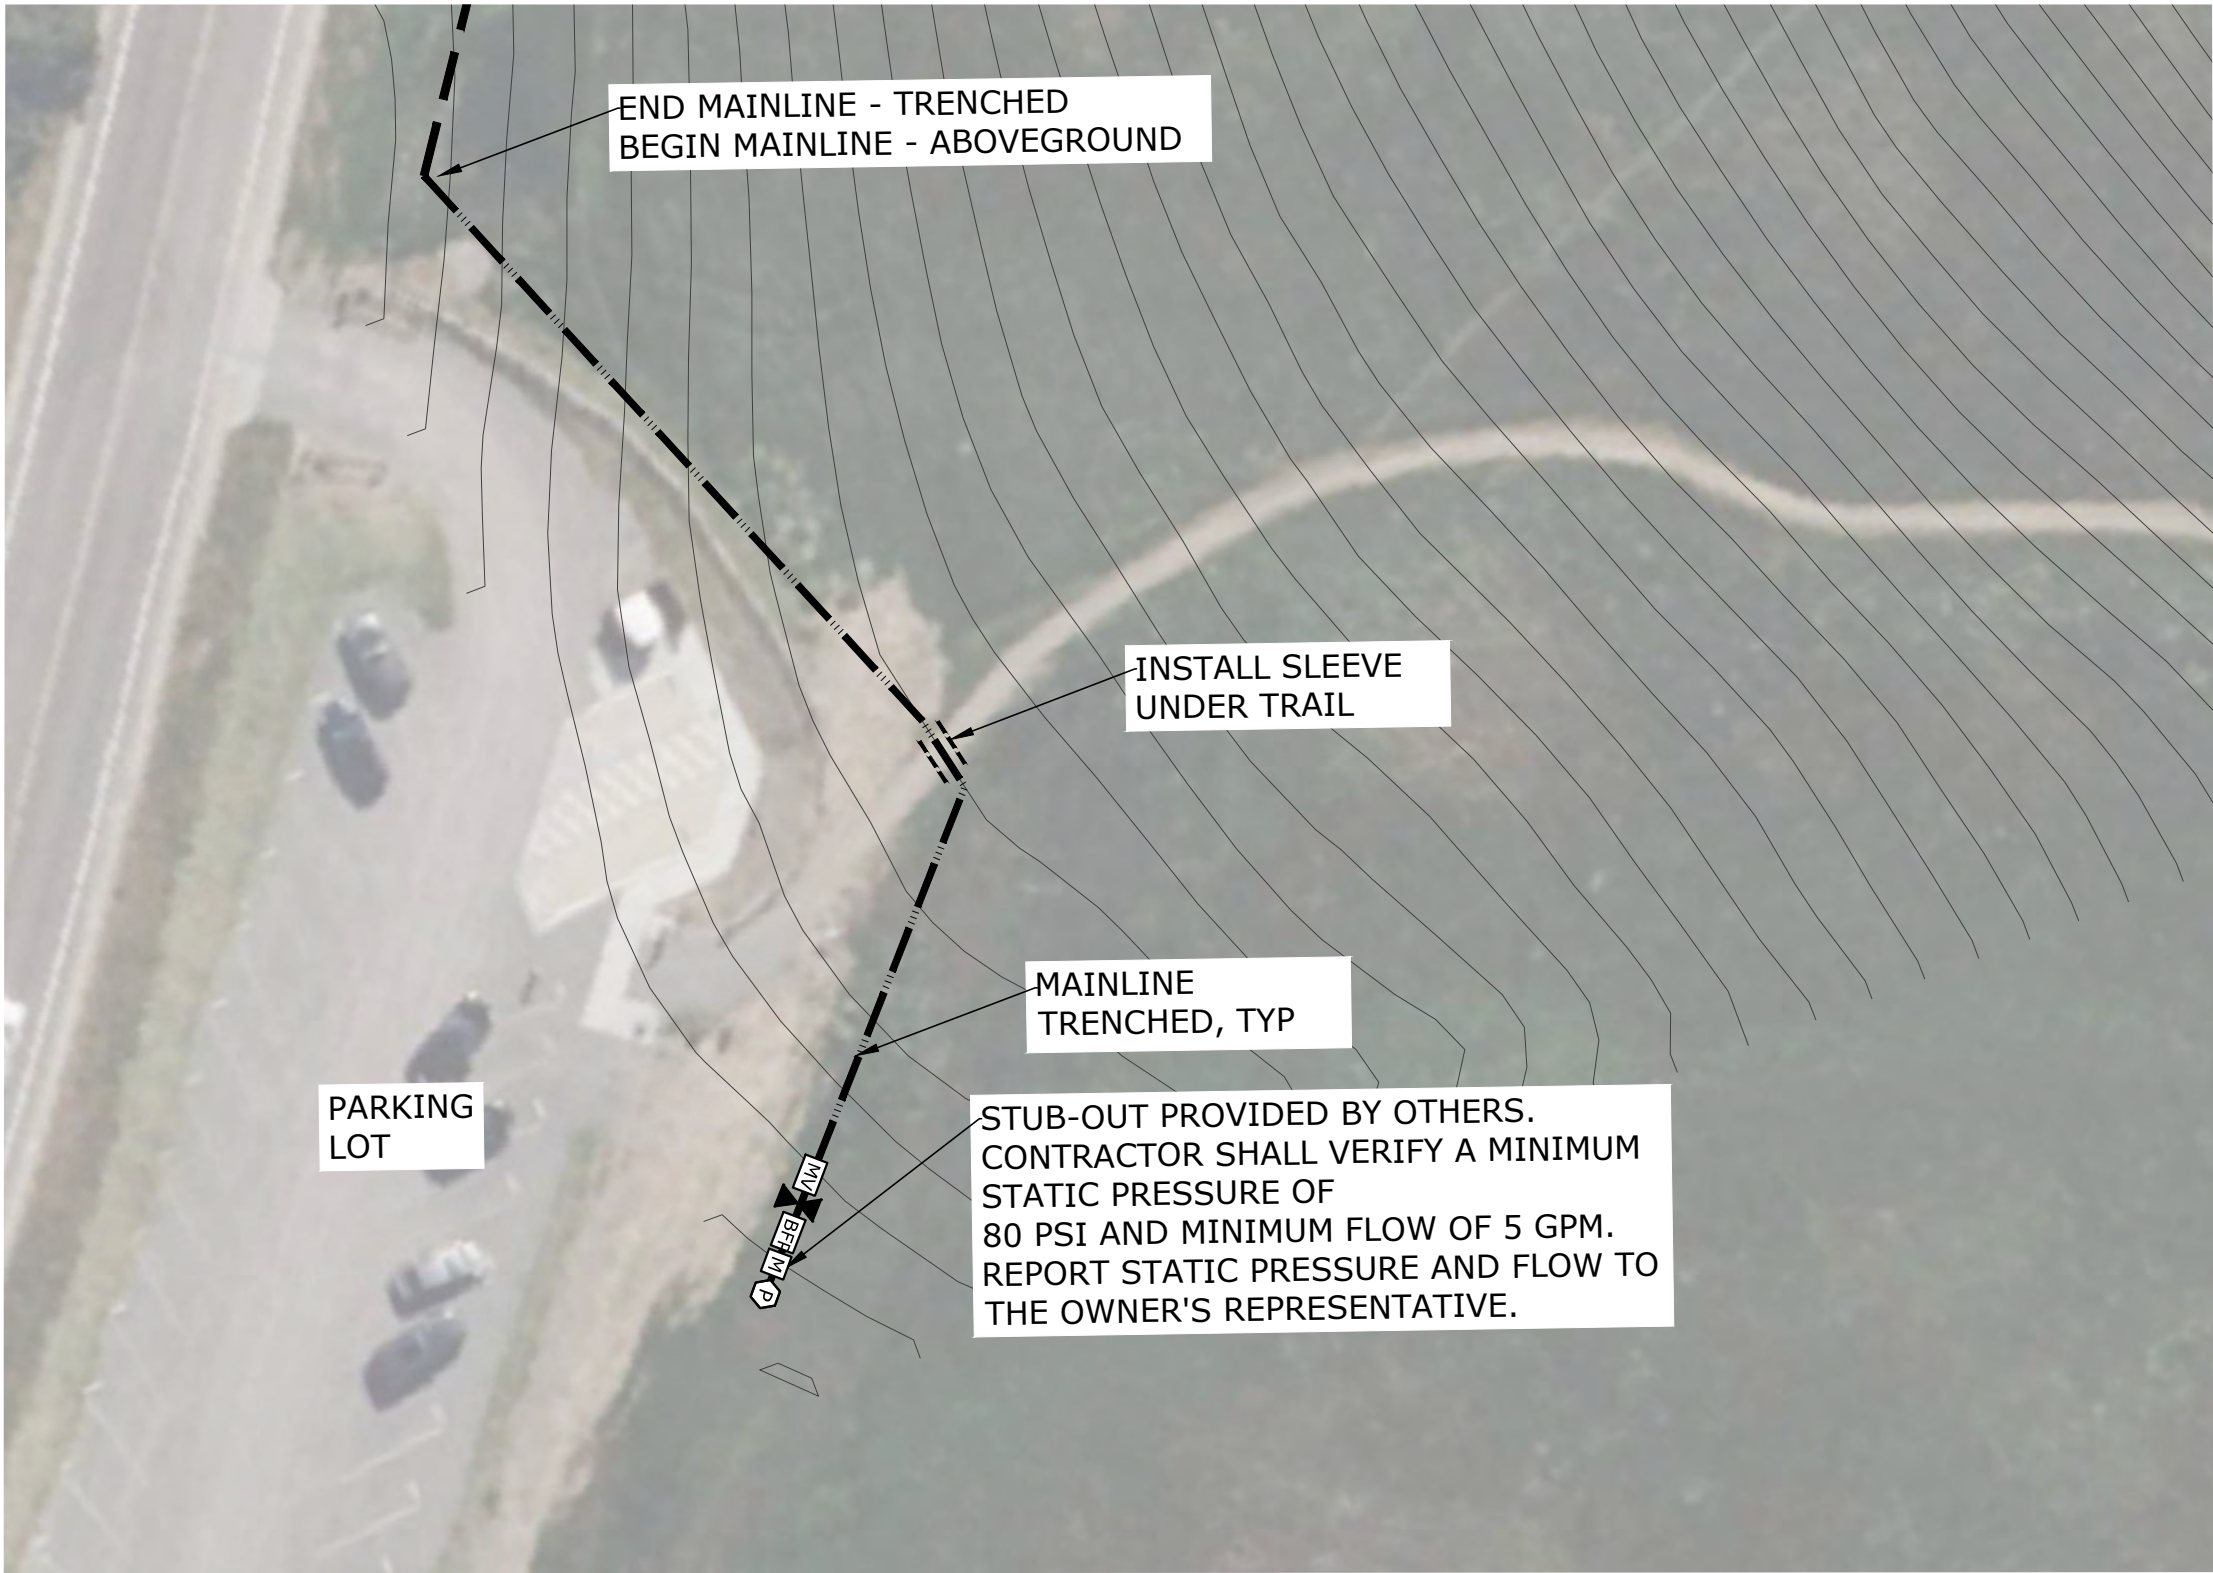 END MAINLINE - TRENCHED
BEGIN MAINLINE - ABOVEGROUND
INSTALL SLEEVE
UNDER TRAIL
MAINLINE
TRENCHED, TYP
PARKING
LOT
STUB-OUT PROVIDED BY OTHERS.
CONTRACTOR SHALL VERIFY A MINIMUM
STATIC PRESSURE OF
80 PSI AND MINIMUM FLOW OF 5 GPM.
REPORT STATIC PRESSURE AND FLOW TO
THE OWNER'S REPRESENTATIVE.
MV
BFP
M
P